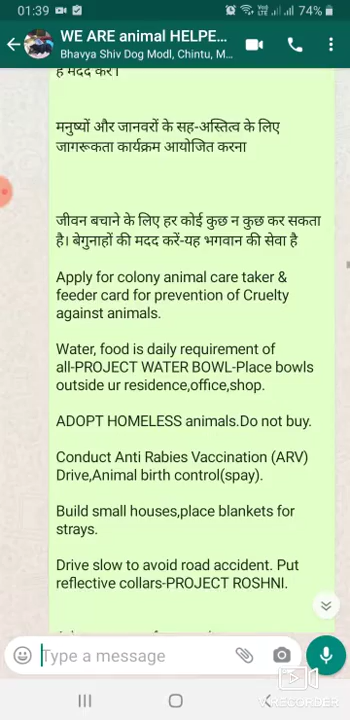 01:39
74%
WE ARE animal HELPE...
Bhavya Shiv Dog Modl, Chintu, M...
है मदद करें।
मनुष्यों और जानवरों के सह-अस्तित्व के लिए
जागरूकता कार्यक्रम आयोजित करना
जीवन बचाने के लिए हर कोई कुछ न कुछ कर सकता
है। बेगुनाहों की मदद करें-यह भगवान की सेवा है
Apply for colony animal care taker &
feeder card for prevention of Cruelty
against animals.
Water, food is daily requirement of
all-PROJECT WATER BOWL-Place bowls
outside ur residence,office,shop.
ADOPT HOMELESS animals.Do not buy.
Conduct Anti Rabies Vaccination (ARV)
Drive,Animal birth control(spay).
Build small houses,place blankets for
strays.
Drive slow to avoid road accident. Put
reflective collars-PROJECT ROSHNI.
Type a message
V RECORDER